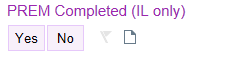 PREM Completed (IL only)
Yes No